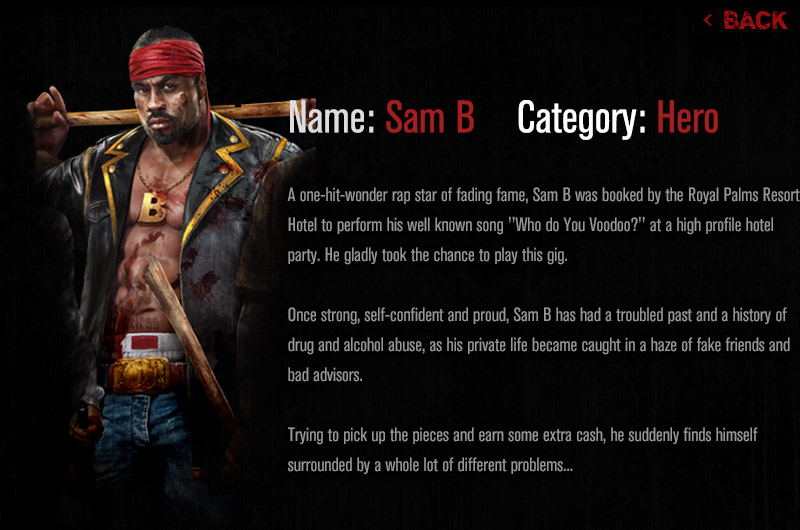 < BACK
Name: Sam B Category: Hero
B
A one-hit-wonder rap star of fading fame, Sam B was booked by the Royal Palms Resort
Hotel to perform his well known song "Who do You Voodoo?" at a high profile hotel
party. He gladly took the chance to play this gig.
Once strong, self-confident and proud, Sam B has had a troubled past and a history of
drug and alcohol abuse, as his private life became caught in a haze of fake friends and
bad advisors.
Trying to pick up the pieces and earn some extra cash, he suddenly finds himself
surrounded by a whole lot of different problems...